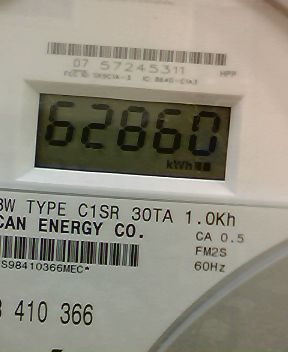 07 57245311
HPP
62860
kWh
3W TYPE C1SR 30TA 1.0Kh
CAN ENERGY CO.
CA 0.5
FM2S
S98410366MEC*
60Hz
410 366